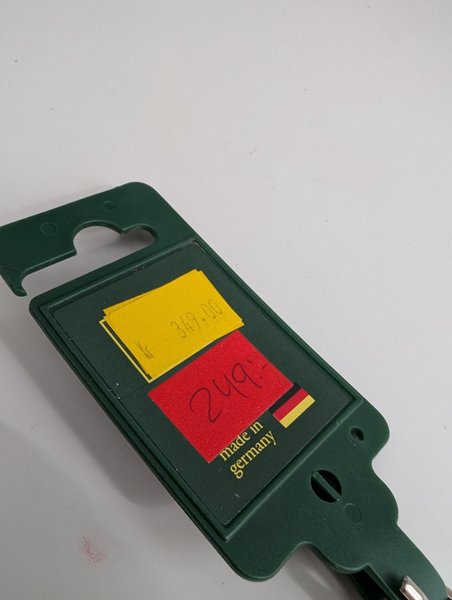 kr 349.00
249:-
made in
germany